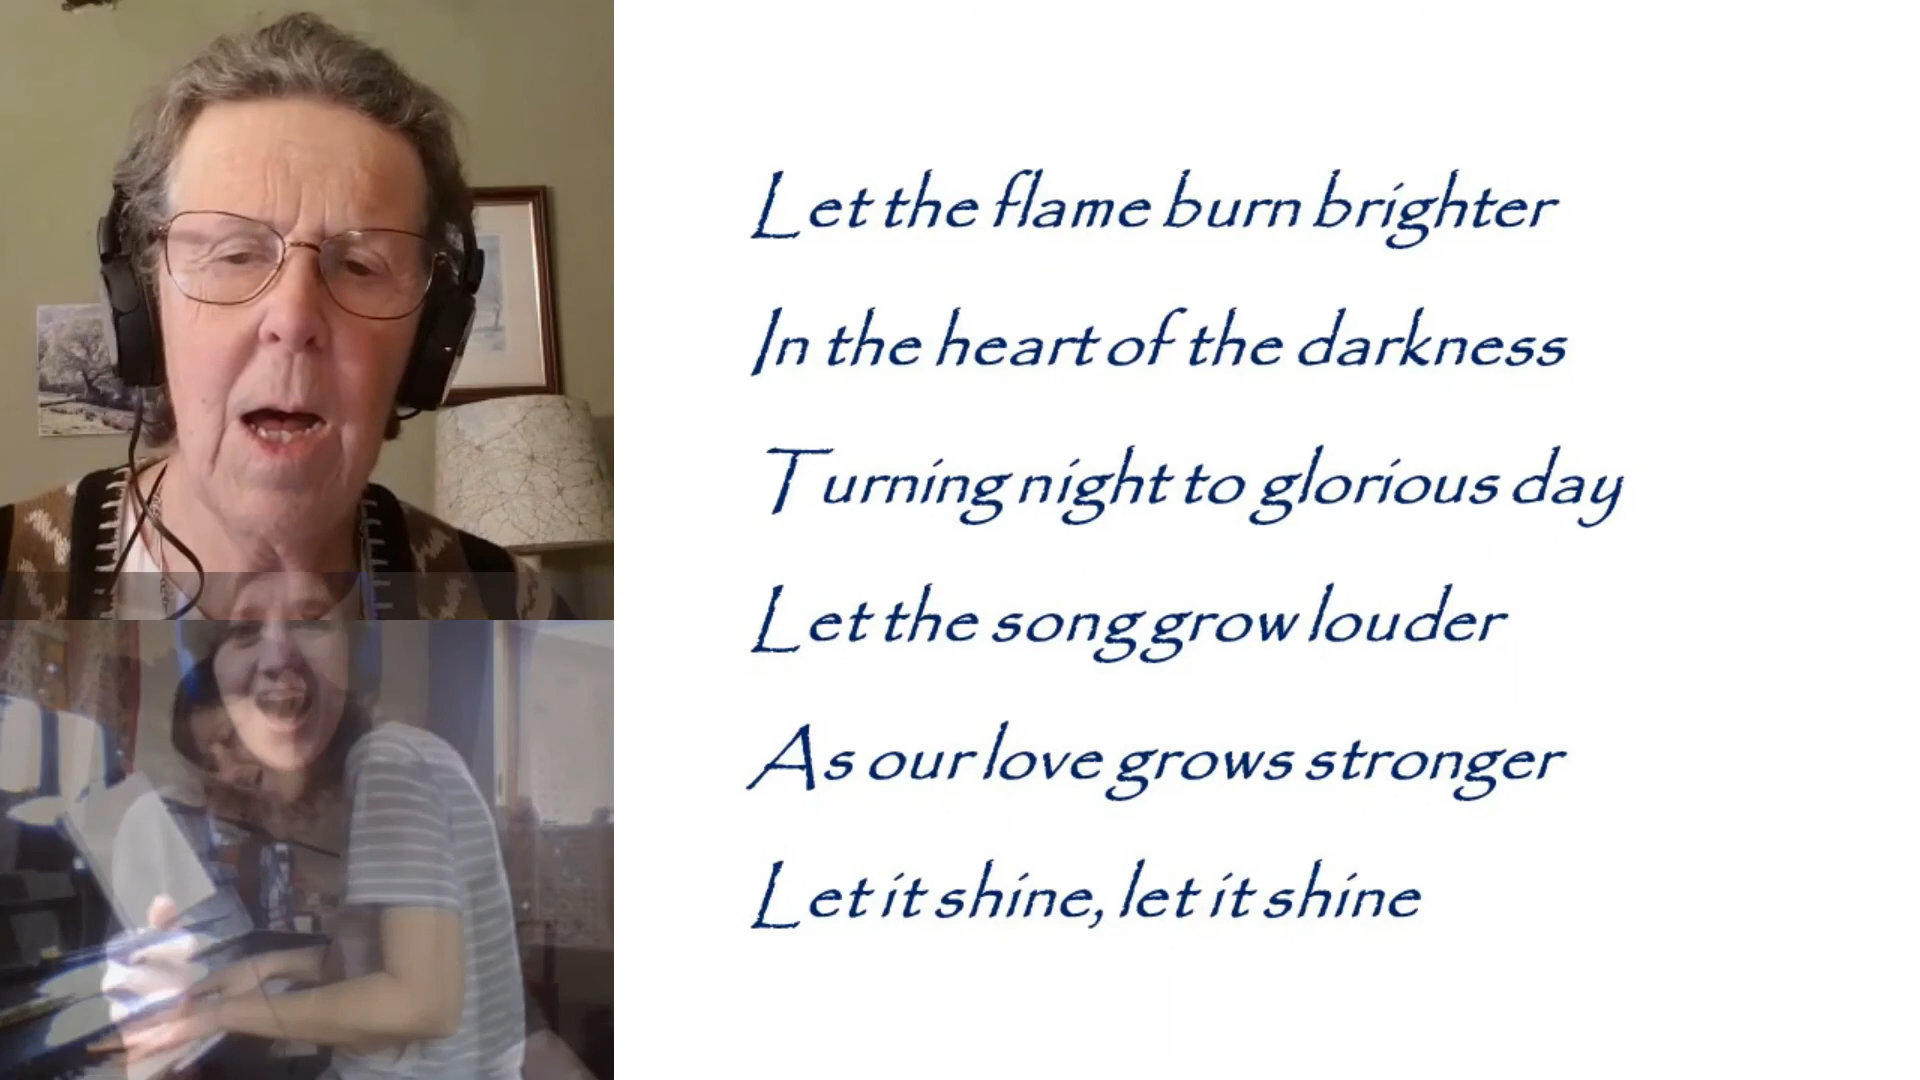 Let the flame burn brighter
In the heart of the darkness
Turning night to glorious day
Let the song grow louder
As our love grows stronger
Let it shine, let it shine